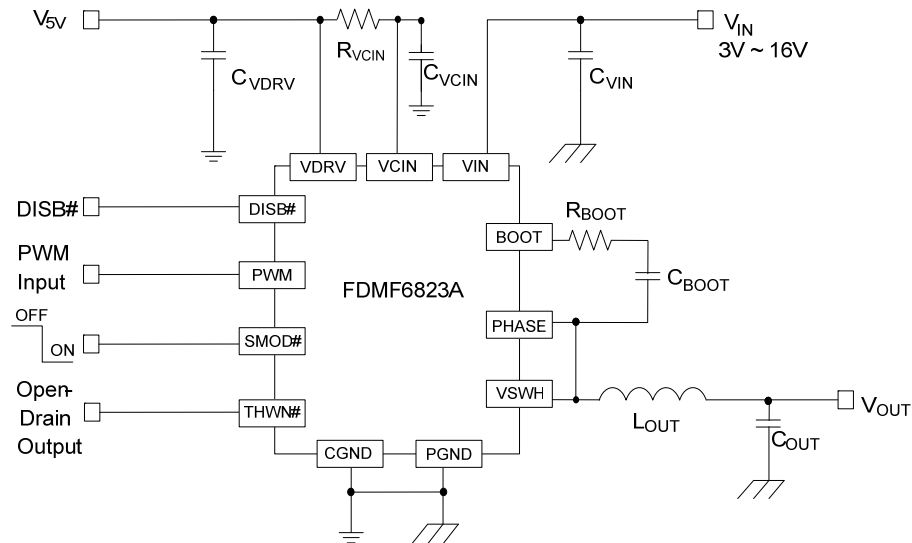 V5V
RVCIN
CVDRV
CVCIN
CVIN
VIN
3V ~ 16V
VDRV
VCIN
VIN
DISB#
DISB#
PWM
Input
PWM
OFF
ON
SMOD#
Open-
Drain
Output
THWN#
FDMF6823A
BOOT
RBOOT
CBOOT
PHASE
VSWH
LOUT
COUT
VOUT
CGND
PGND